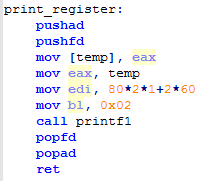 print_register:
pushad
pushfd
mov [temp], eax
mov eax, temp
mov edi, 80*2*1+2*60
mov bl, 0x02
call printf1
popfd
popad
ret